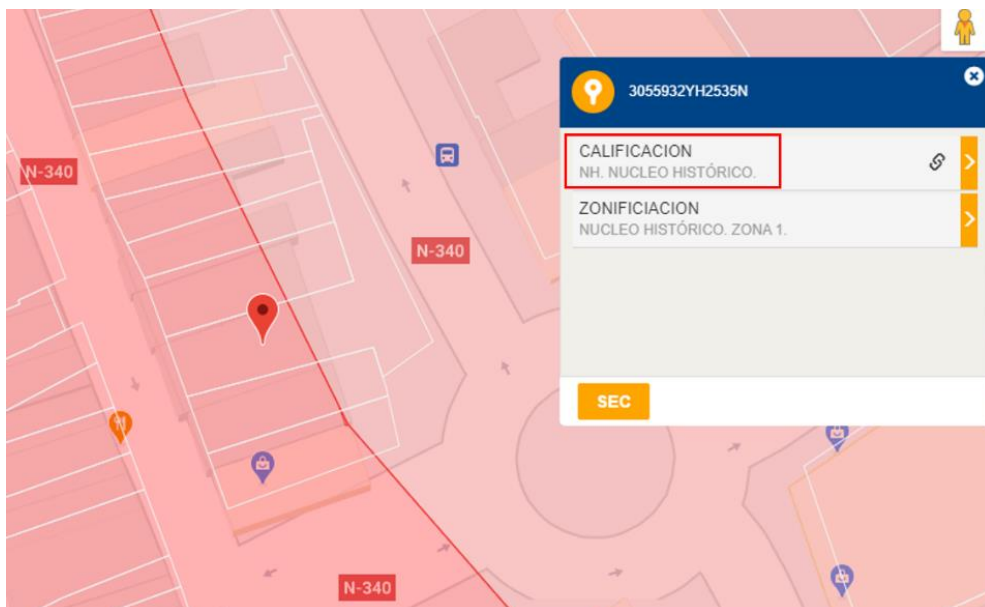 3055932YH2535N
CALIFICACION
NH. NUCLEO HISTÓRICO.
N-340
ZONIFICIACION
NUCLEO HISTÓRICO. ZONA 1.
N-340
SEC
N-340